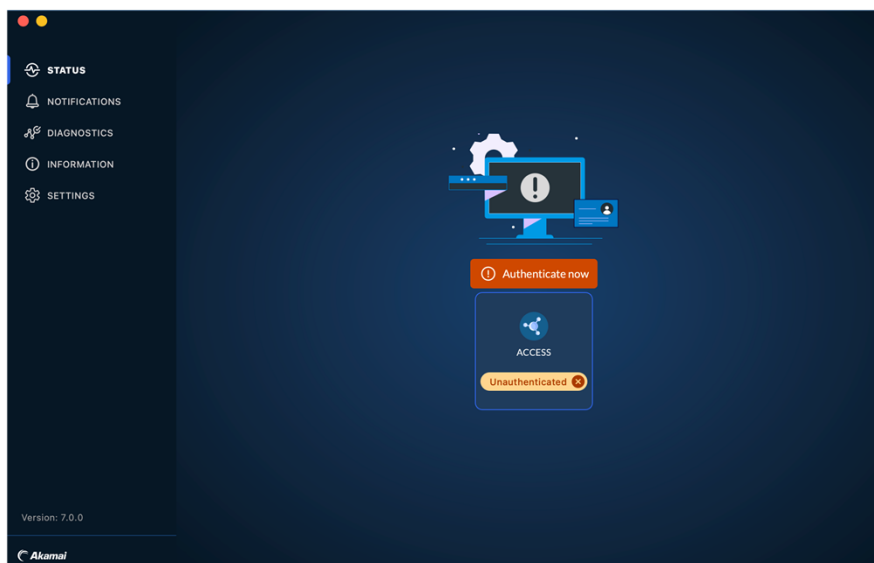 STATUS
NOTIFICATIONS
DIAGNOSTICS
INFORMATION
SETTINGS
Authenticate now
ACCESS
Unauthenticated
Version: 7.0.0
Akamai